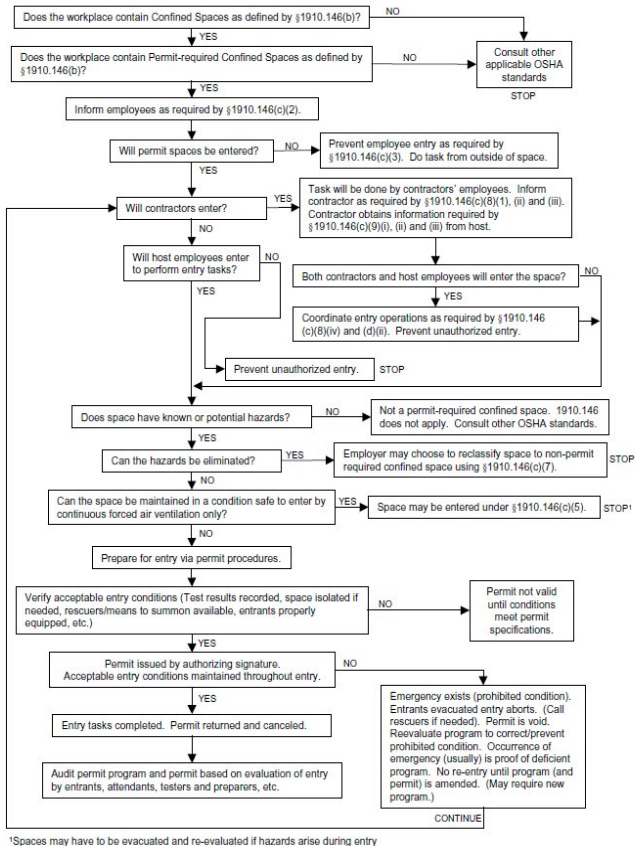 Does the workplace contain Confined Spaces as defined by §1910.146(b)?
NO
YES
Does the workplace contain Permit-required Confined Spaces as defined by
§1910.146(b)?
NO
Consult other
applicable OSHA
standards
STOP
YES
Inform employees as required by §1910.146(c)(2).
Will permit spaces be entered?
NO
Prevent employee entry as required by
§1910.146(c)(3). Do task from outside of space.
YES
Will contractors enter?
YES
Task will be done by contractors' employees. Inform
contractor as required by §1910.146(c)(8)(1), (ii) and (iii).
Contractor obtains information required by
§1910.146(c)(9)(i), (ii) and (iii) from host.
NO
Will host employees enter
to perform entry tasks?
NO
YES
Both contractors and host employees will enter the space?
NO
YES
Coordinate entry operations as required by §1910.146
(c)(8)(iv) and (d)(ii). Prevent unauthorized entry.
Prevent unauthorized entry.
STOP
Does space have known or potential hazards?
NO
Not a permit-required confined space. 1910.146
does not apply. Consult other OSHA standards.
YES
Can the hazards be eliminated?
YES
Employer may choose to reclassify space to non-permit
required confined space using §1910.146(c)(7).
STOP
NO
Can the space be maintained in a condition safe to enter by
continuous forced air ventilation only?
YES
Space may be entered under §1910.146(c)(5).
STOP¹
NO
Prepare for entry via permit procedures.
Verify acceptable entry conditions (Test results recorded, space isolated if
needed, rescuers/means to summon available, entrants properly
equipped, etc.)
NO
Permit not valid
until conditions
meet permit
specifications.
YES
Permit issued by authorizing signature.
Acceptable entry conditions maintained throughout entry.
NO
YES
Emergency exists (prohibited condition).
Entrants evacuated entry aborts. (Call
rescuers if needed). Permit is void.
Reevaluate program to correct/prevent
prohibited condition. Occurrence of
emergency (usually) is proof of deficient
program. No re-entry until program (and
permit) is amended. (May require new
program.)
Entry tasks completed. Permit returned and canceled.
Audit permit program and permit based on evaluation of entry
by entrants, attendants, testers and preparers, etc.
CONTINUE
¹Spaces may have to be evacuated and re-evaluated if hazards arise during entry